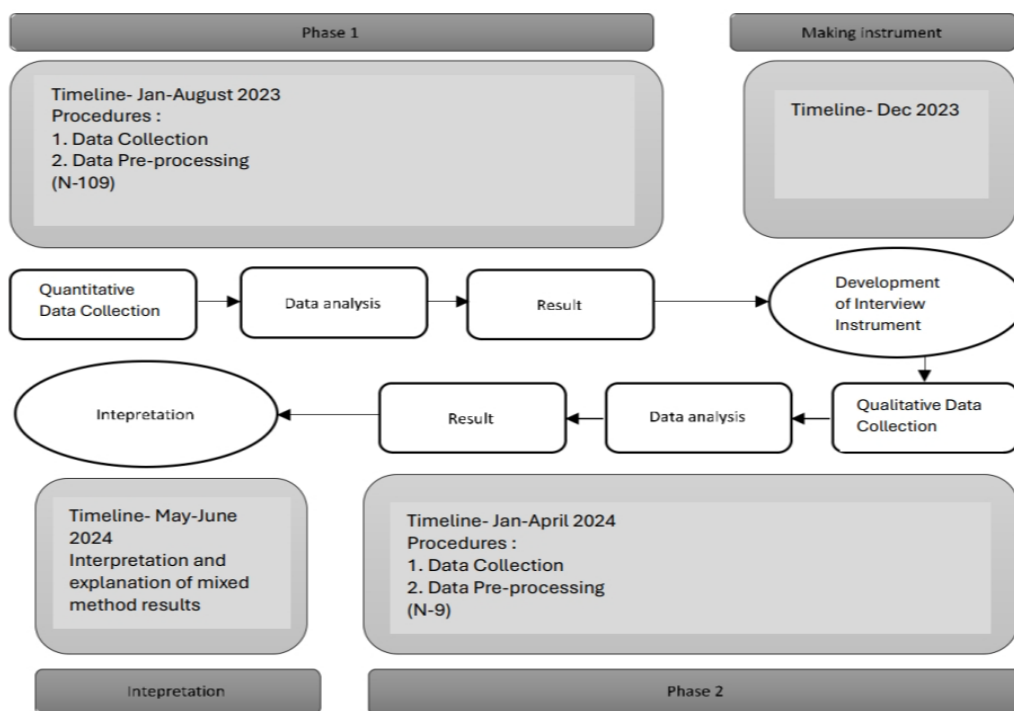 Phase 1
Making instrument
Timeline- Jan-August 2023
Procedures :
1. Data Collection
2. Data Pre-processing
(N-109)
Timeline- Dec 2023
Quantitative
Data Collection
Data analysis
Result
Development
of Interview
Instrument
Qualitative Data
Collection
Data analysis
Result
Intepretation
Timeline- May-June
2024
Interpretation and
explanation of mixed
method results
Timeline- Jan-April 2024
Procedures :
1. Data Collection
2. Data Pre-processing
(N-9)
Intepretation
Phase 2